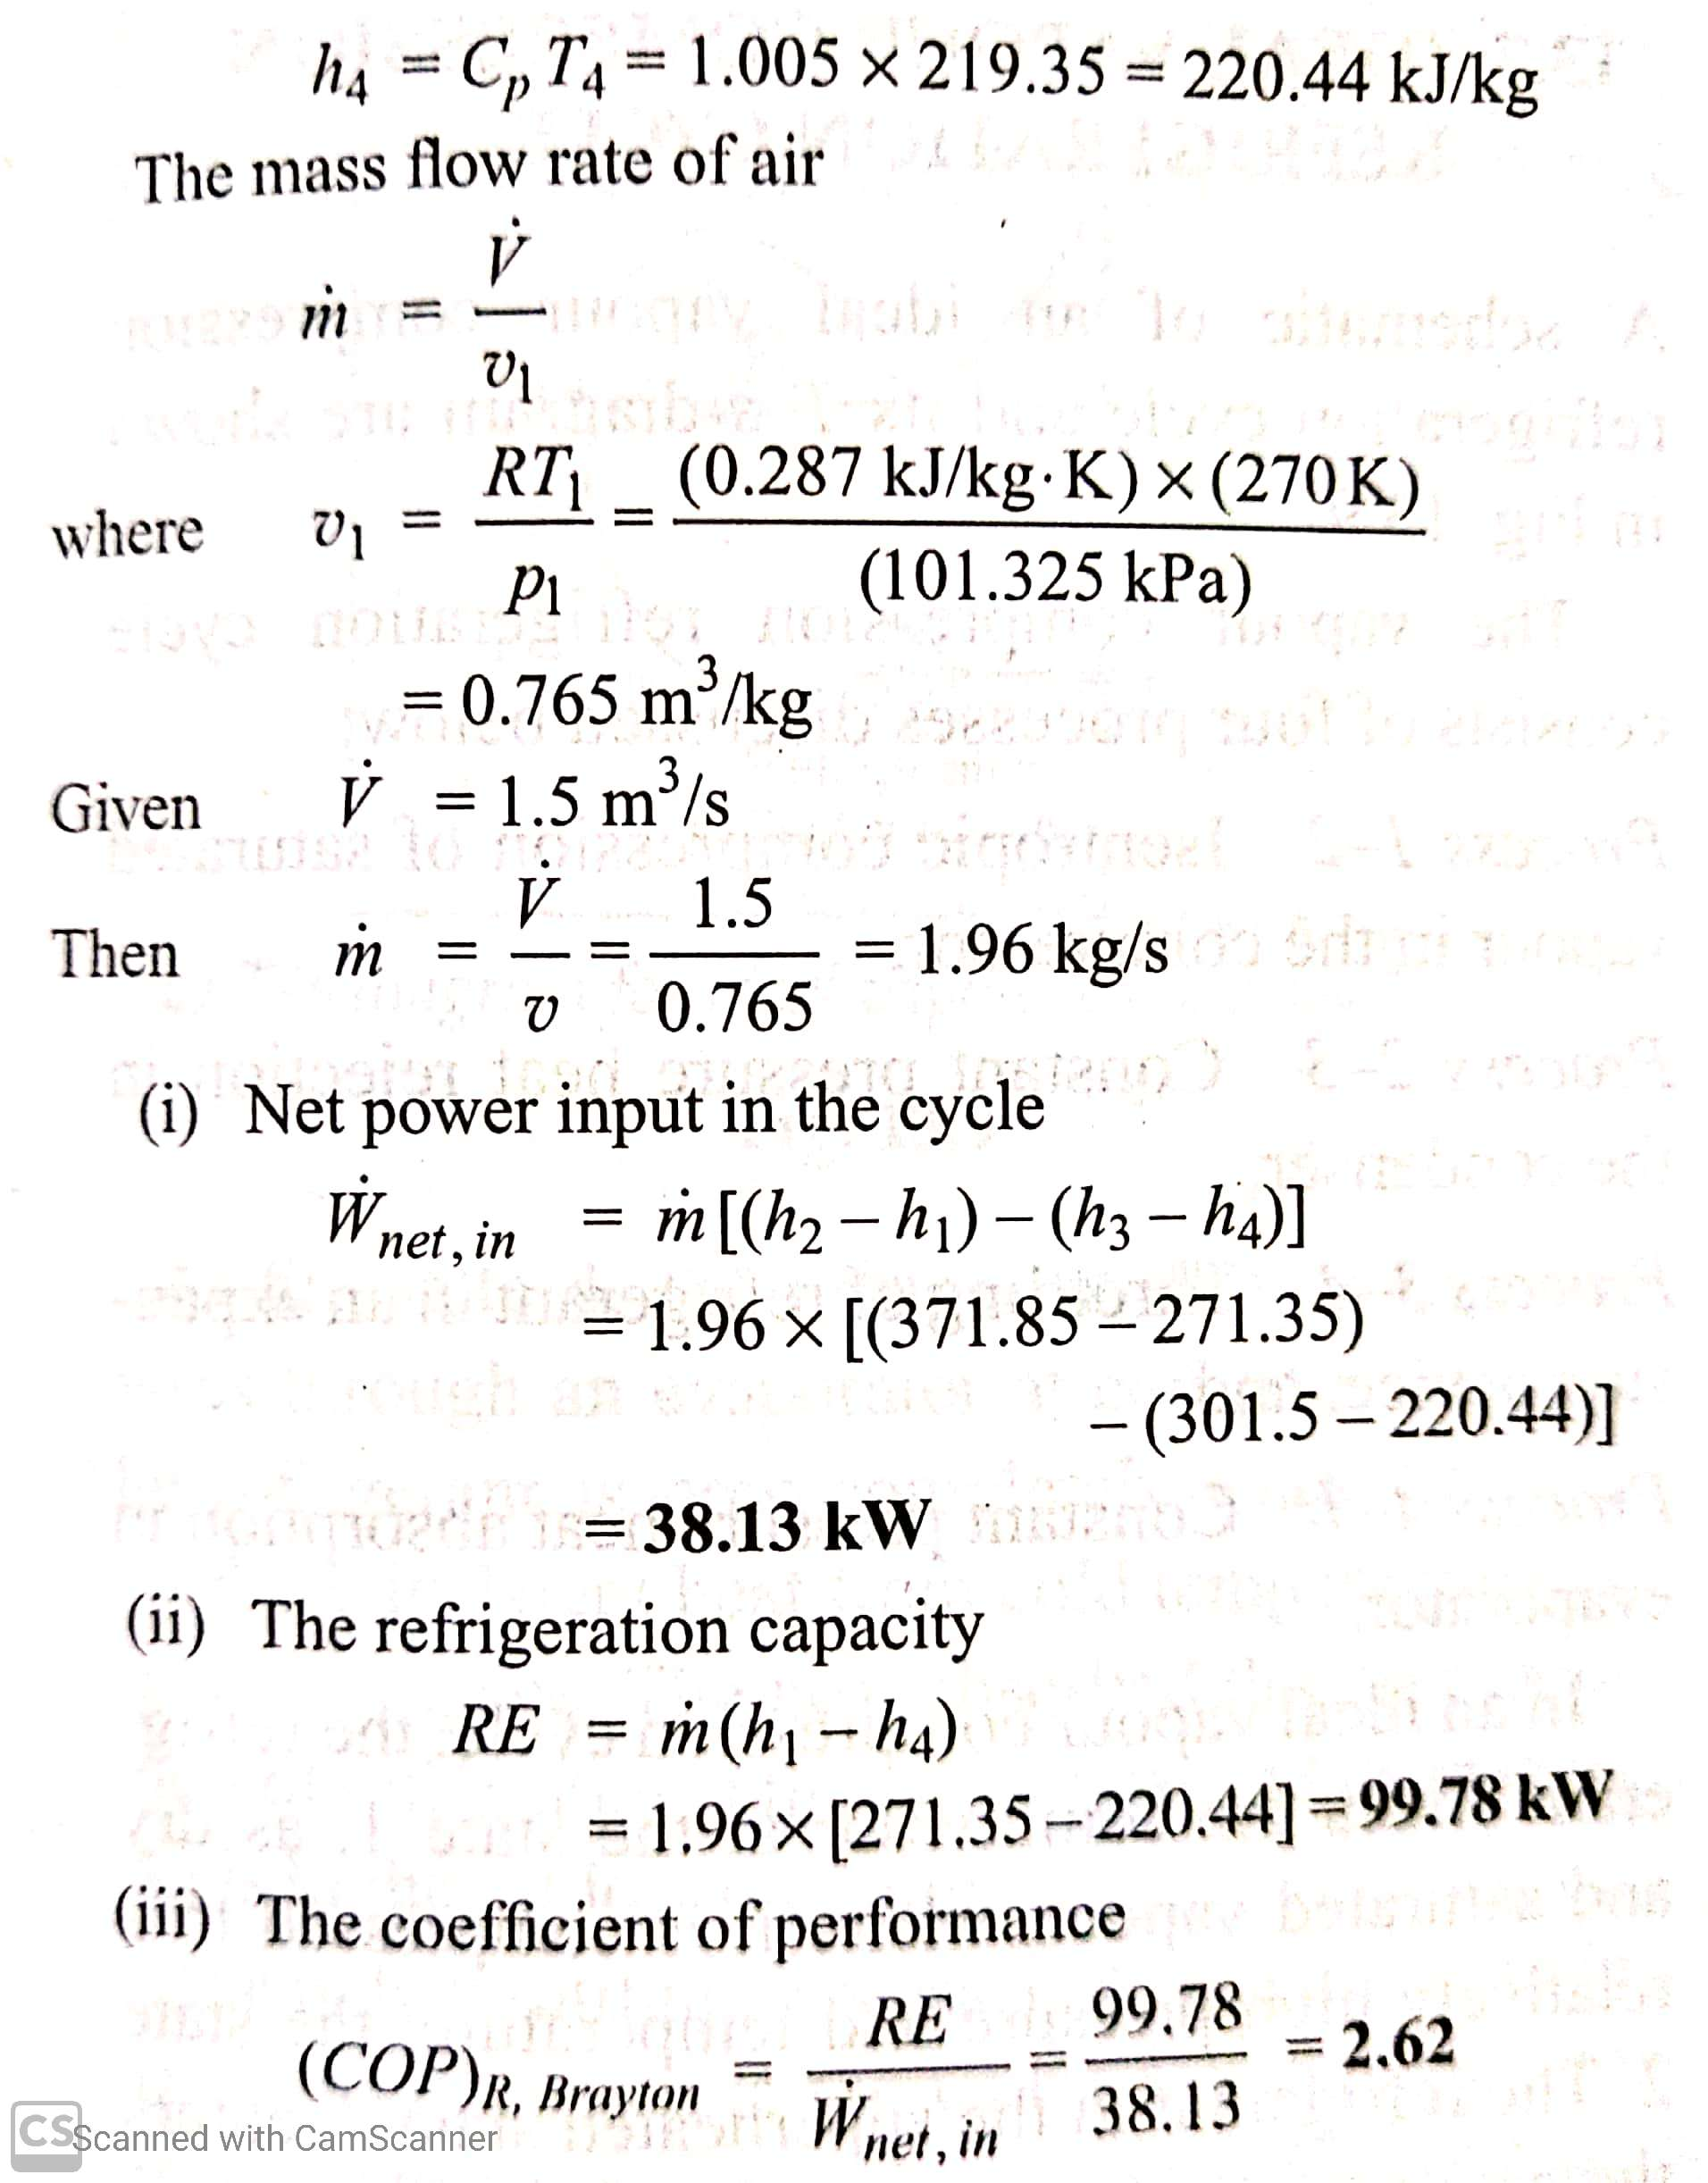 h₄ = C_p T₄ = 1.005 × 219.35 = 220.44 kJ/kg
The mass flow rate of air
ṁ = V̇ / v₁
where v₁ = RT₁ / p₁ = (0.287 kJ/kg·K) × (270 K) / (101.325 kPa)
= 0.765 m³/kg
Given V̇ = 1.5 m³/s
Then ṁ = V̇ / v = 1.5 / 0.765 = 1.96 kg/s
(i) Net power input in the cycle
Ẇ_net, in = ṁ [(h₂ – h₁) – (h₃ – h₄)]
= 1.96 × [(371.85 – 271.35)
– (301.5 – 220.44)]
= 38.13 kW
(ii) The refrigeration capacity
RE = ṁ (h₁ – h₄)
= 1.96 × [271.35 – 220.44] = 99.78 kW
(iii) The coefficient of performance
(COP)_R, Brayton = RE / Ẇ_net, in = 99.78 / 38.13 = 2.62
CS Scanned with CamScanner